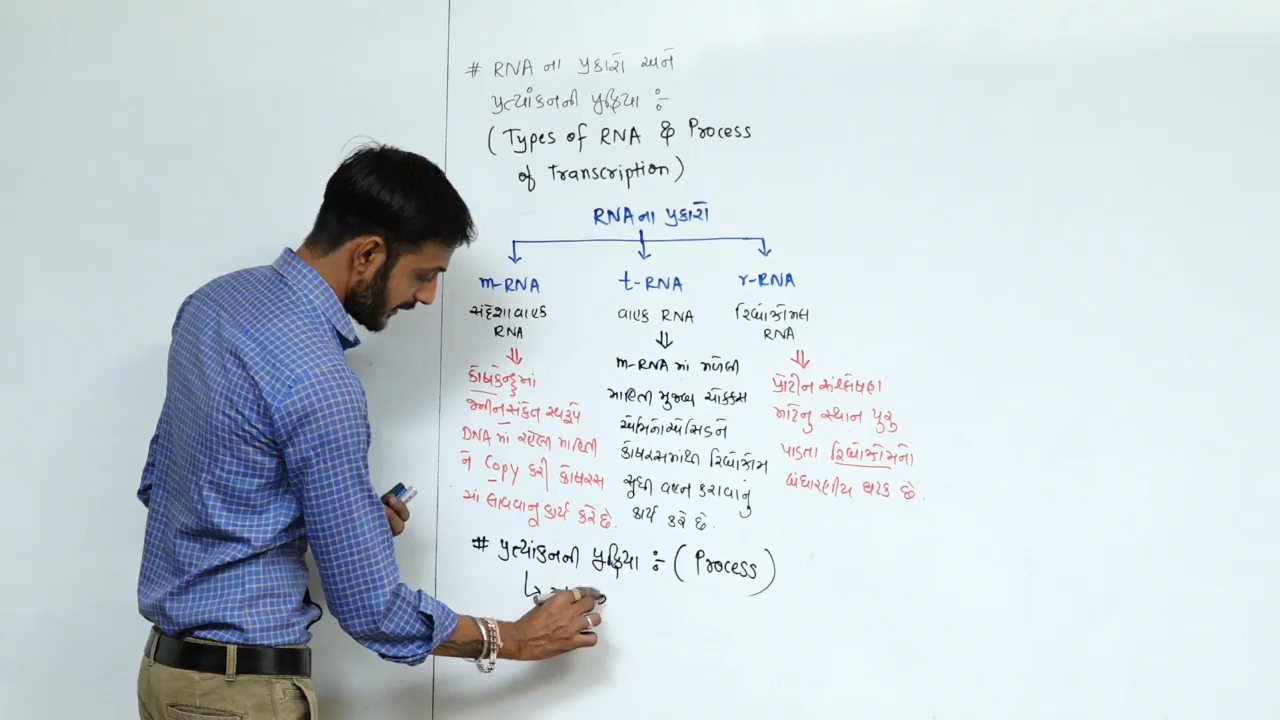 # RNA ના પ્રકારો અને
પ્રત્યાંકનની પ્રક્રિયા ઃ-
(Types of RNA & Process
of transcription)
RNA ના પ્રકારો
m-RNA
t-RNA
r-RNA
સંદેશાવાહક
RNA
વાહક RNA
રિબોઝોમલ
RNA
કોષકેન્દ્રમાં
જનીનસંકેત સ્વરૂપે
DNA માં રહેલી માહિતી
ને Copy કરી કોષરસ
માં લાવવાનું કાર્ય કરે છે.
m-RNA માં મળેલી
માહિતી મુજબ ચોક્કસ
એમિનોએસિડને
કોષરસમાંથી રિબોઝોમ
સુધી વહન કરાવાનું
કાર્ય કરે છે.
પ્રોટીન સંશ્લેષણ
માટેનુ સ્થાન પુરુ
પાડતા રિબોઝોમનો
બંધારણીય ઘટક છે.
# પ્રત્યાંકનની પ્રક્રિયા ઃ- (Process)